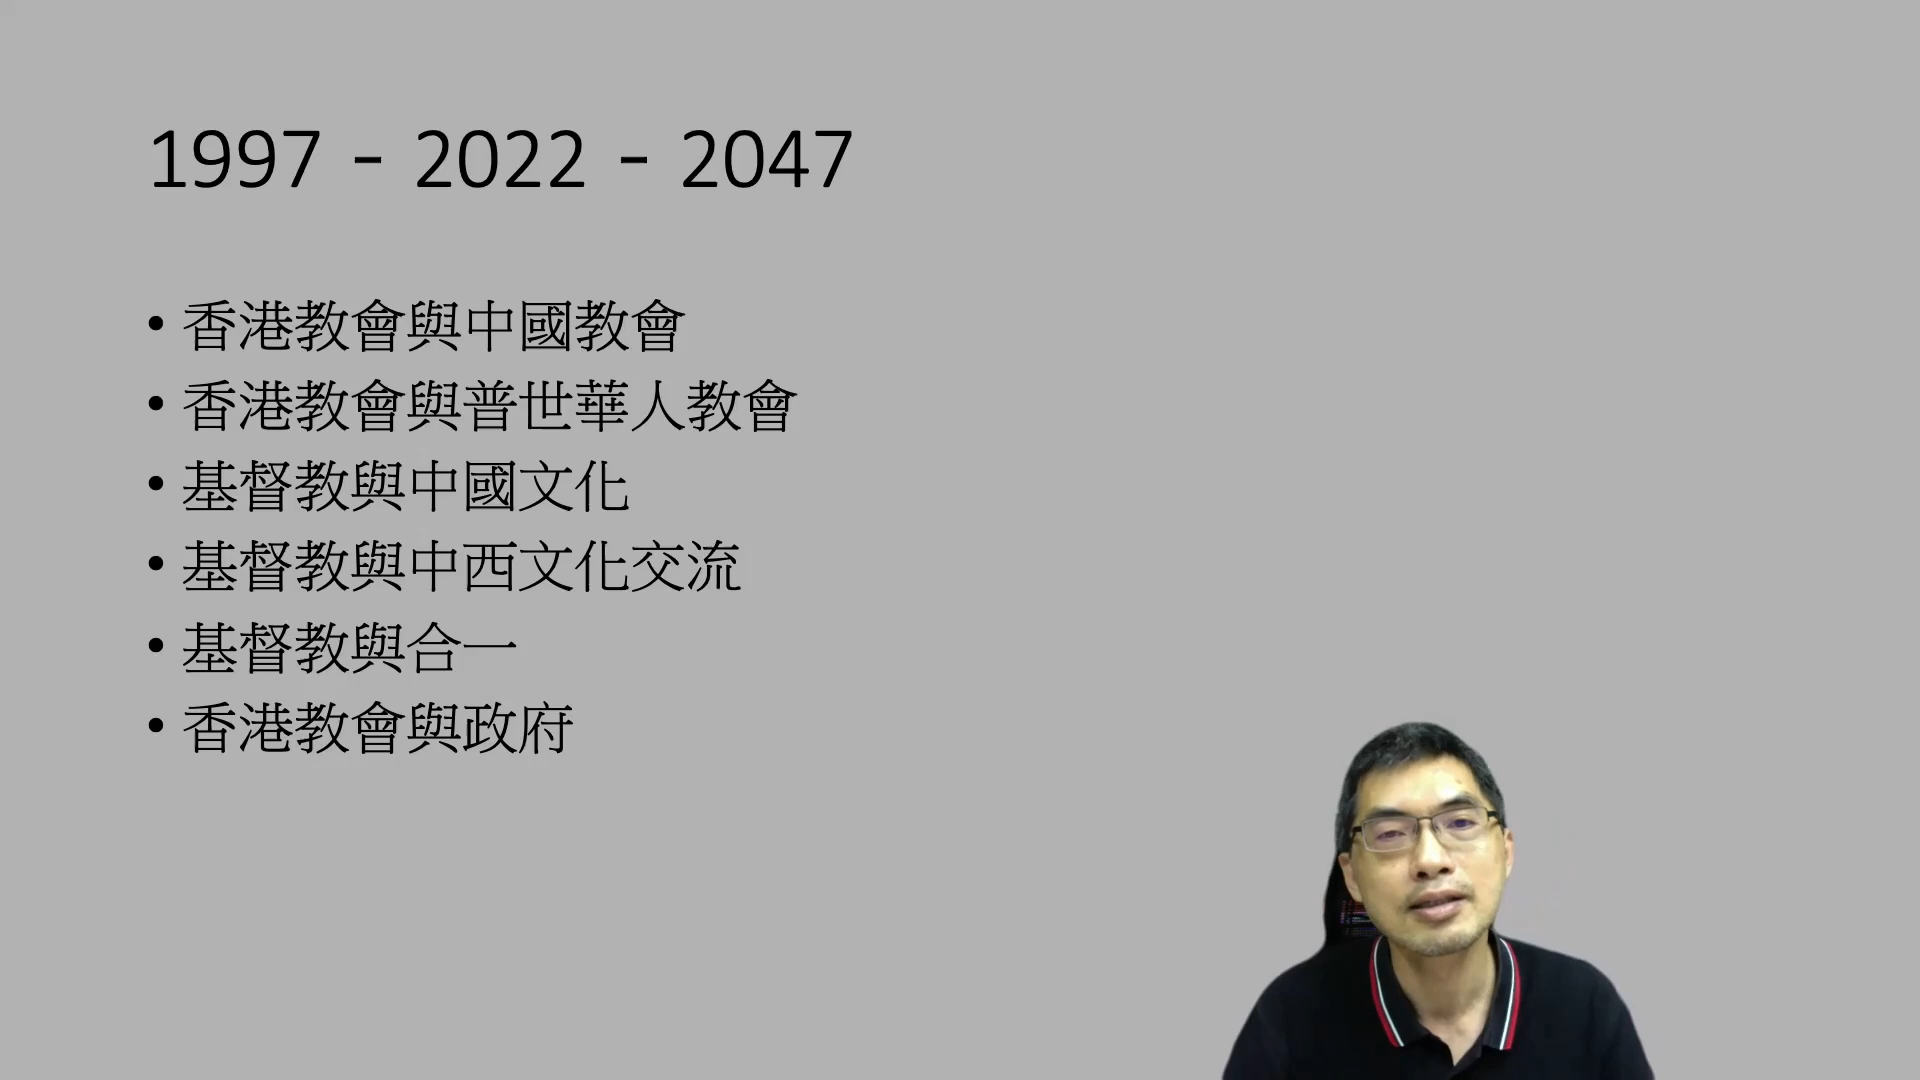 1997 - 2022 - 2047
• 香港教會與中國教會
• 香港教會與普世華人教會
• 基督教與中國文化
• 基督教與中西文化交流
• 基督教與合一
• 香港教會與政府